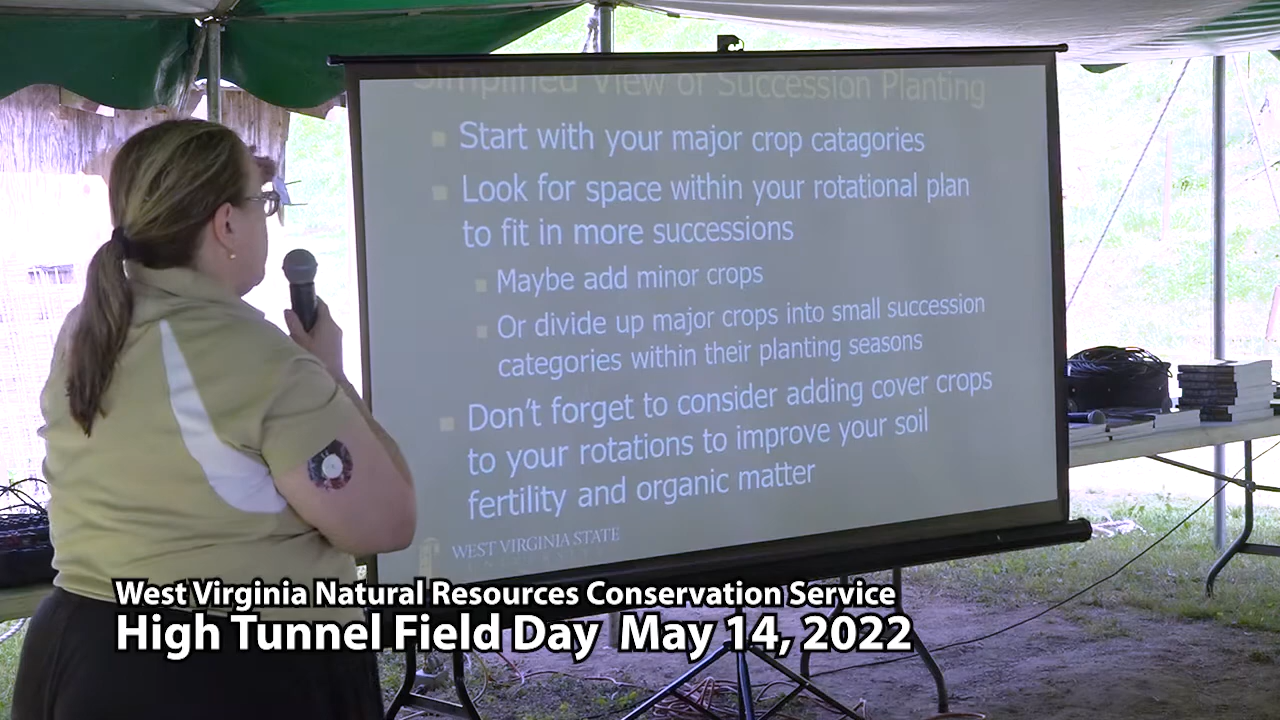 Simplified View of Succession Planting
Start with your major crop catagories
Look for space within your rotational plan
to fit in more successions
Maybe add minor crops
Or divide up major crops into small succession
categories within their planting seasons
Don't forget to consider adding cover crops
to your rotations to improve your soil
fertility and organic matter
WEST VIRGINIA STATE
West Virginia Natural Resources Conservation Service
High Tunnel Field Day May 14, 2022